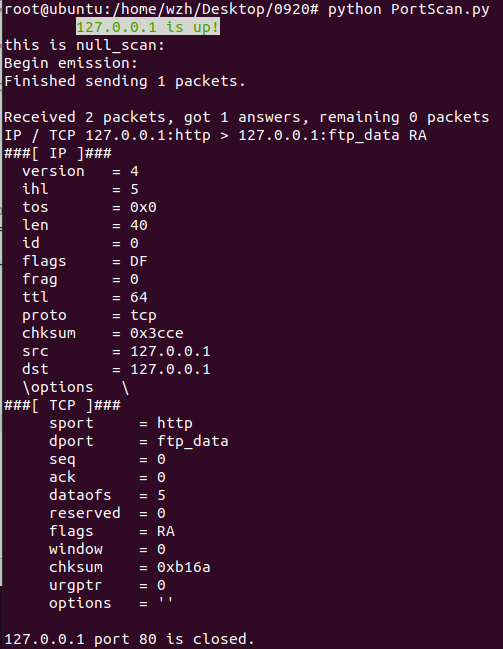 root@ubuntu:/home/wzh/Desktop/0920# python PortScan.py
127.0.0.1 is up!
this is null_scan:
Begin emission:
Finished sending 1 packets.

Received 2 packets, got 1 answers, remaining 0 packets
IP / TCP 127.0.0.1:http > 127.0.0.1:ftp_data RA
###[ IP ]###
  version   = 4
  ihl       = 5
  tos       = 0x0
  len       = 40
  id        = 0
  flags     = DF
  frag      = 0
  ttl       = 64
  proto     = tcp
  chksum    = 0x3cce
  src       = 127.0.0.1
  dst       = 127.0.0.1
  \options   \
###[ TCP ]###
     sport     = http
     dport     = ftp_data
     seq       = 0
     ack       = 0
     dataofs   = 5
     reserved  = 0
     flags     = RA
     window    = 0
     chksum    = 0xb16a
     urgptr    = 0
     options   = ''

127.0.0.1 port 80 is closed.